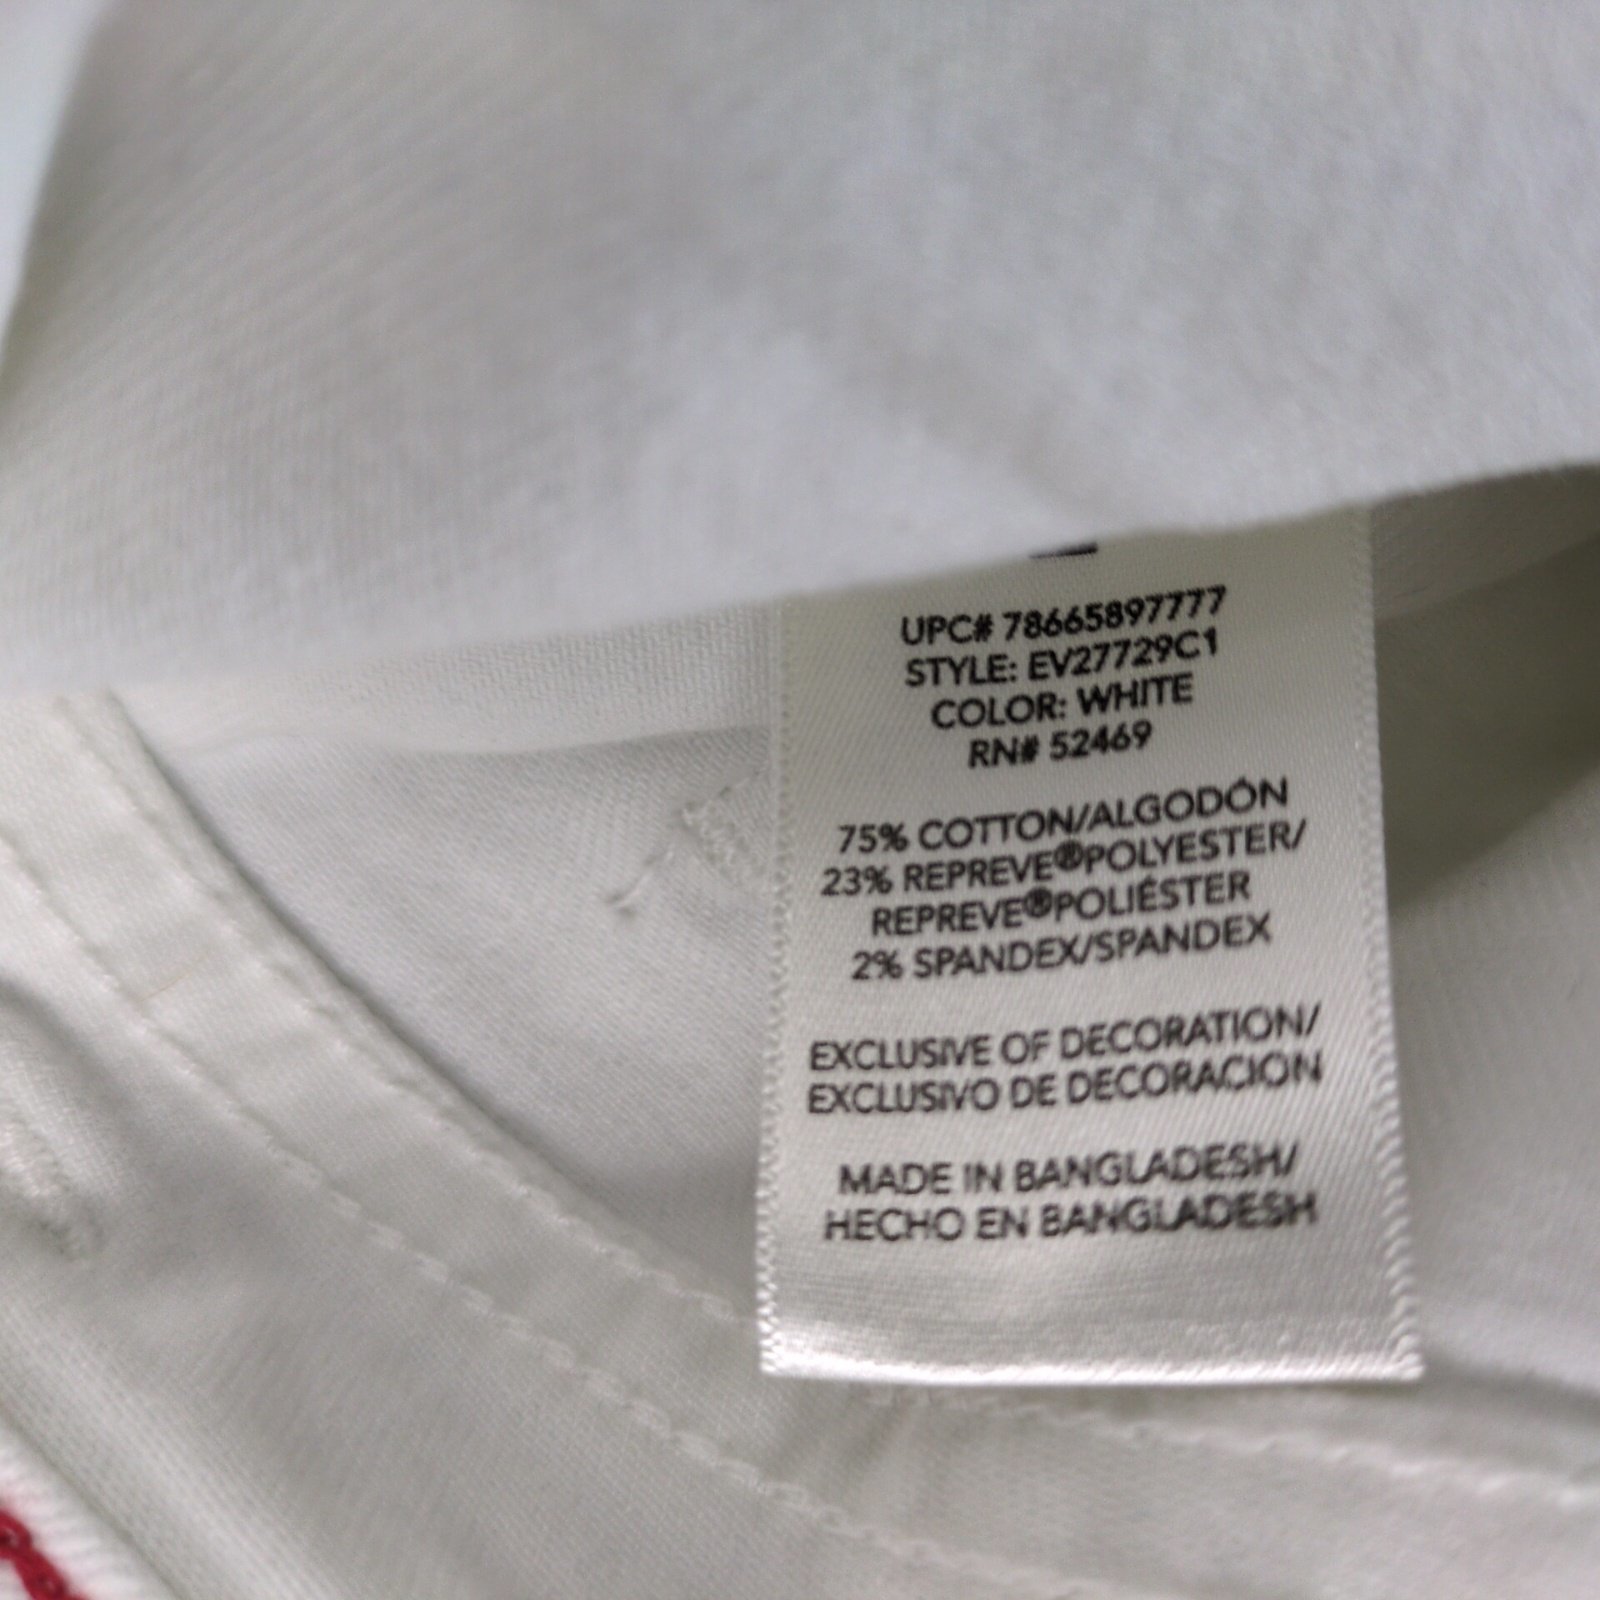 UPC# 78665897777
STYLE: EV27729C1
COLOR: WHITE
RN# 52469
75% COTTON/ALGODÓN
23% REPREVE®POLYESTER/
REPREVE®POLIÉSTER
2% SPANDEX/SPANDEX
EXCLUSIVE OF DECORATION/
EXCLUSIVO DE DECORACION
MADE IN BANGLADESH/
HECHO EN BANGLADESH